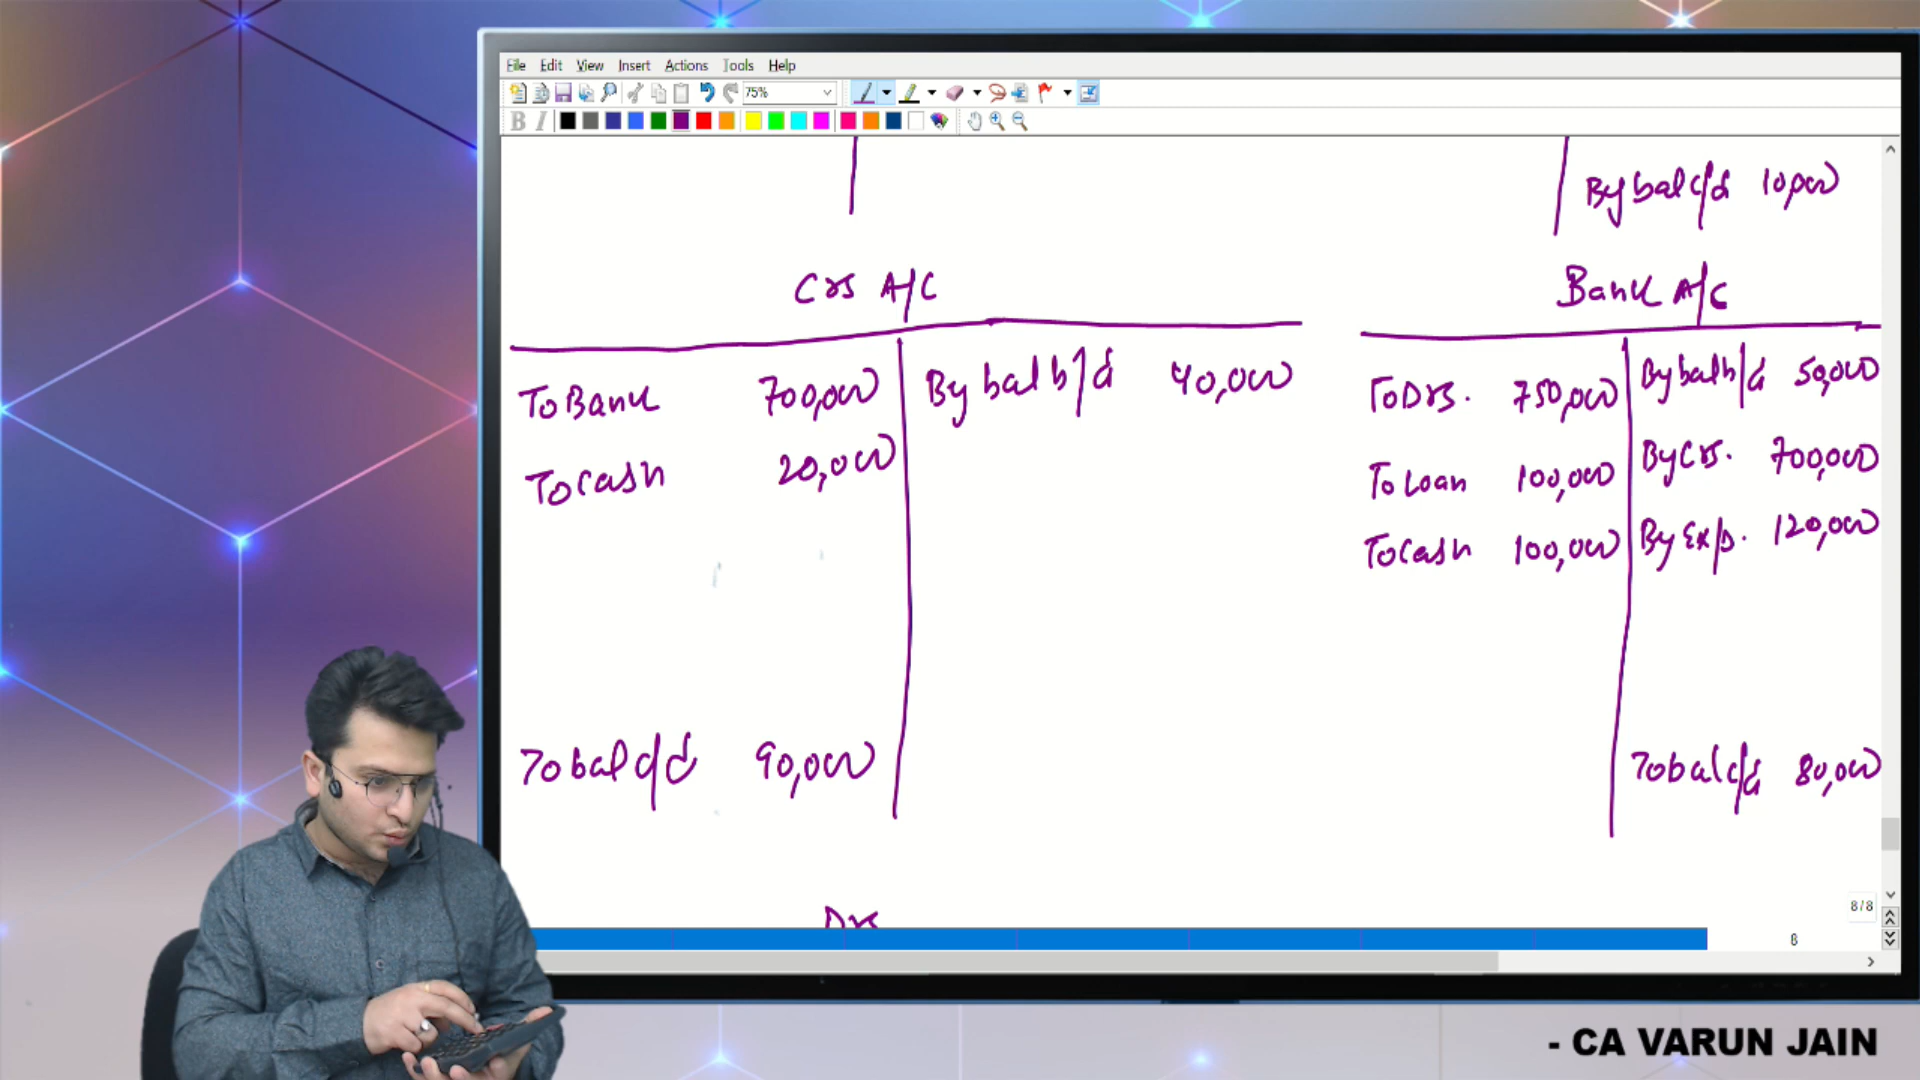 File Edit View Insert Actions Tools Help
75%
B I
By bal c/d 10,000
Crs A/C
To Bank 700,000 By bal b/d 40,000
To Cash 20,000
To bal c/d 90,000
Drs
Bank A/C
To Drs. 750,000 By bal b/d 50,000
To Loan 100,000 By Crs. 700,000
To Cash 100,000 By Exp. 120,000
To bal c/d 80,000
8/8
8
- CA VARUN JAIN